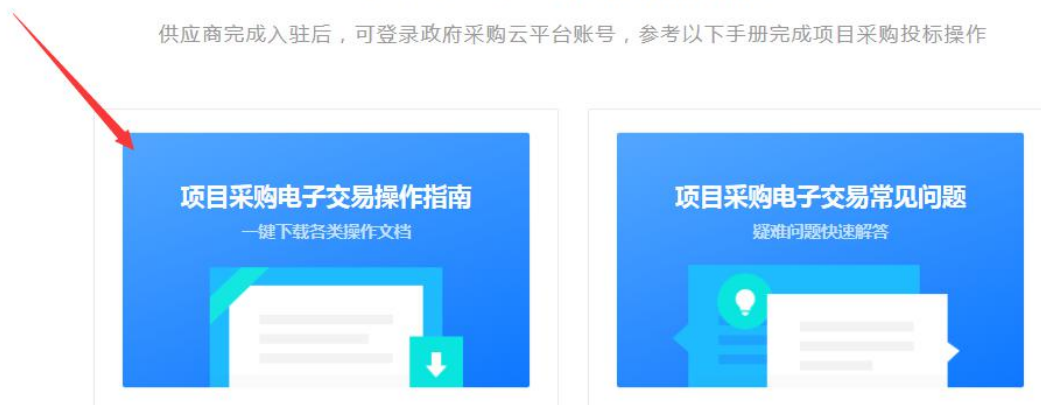 供应商完成入驻后，可登录政府采购云平台账号，参考以下手册完成项目采购投标操作
项目采购电子交易操作指南
一键下载各类操作文档
项目采购电子交易常见问题
疑难问题快速解答